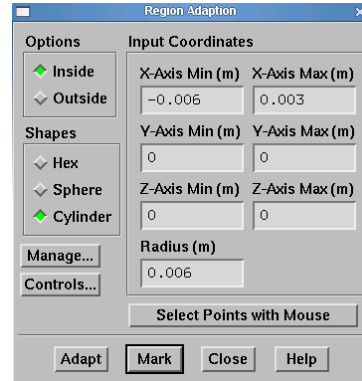 Region Adaption
Options
Inside
Outside
Shapes
Hex
Sphere
Cylinder
Manage...
Controls...
Input Coordinates
X-Axis Min (m) X-Axis Max (m)
-0.006 0.003
Y-Axis Min (m) Y-Axis Max (m)
0 0
Z-Axis Min (m) Z-Axis Max (m)
0 0
Radius (m)
0.006
Select Points with Mouse
Adapt Mark Close Help